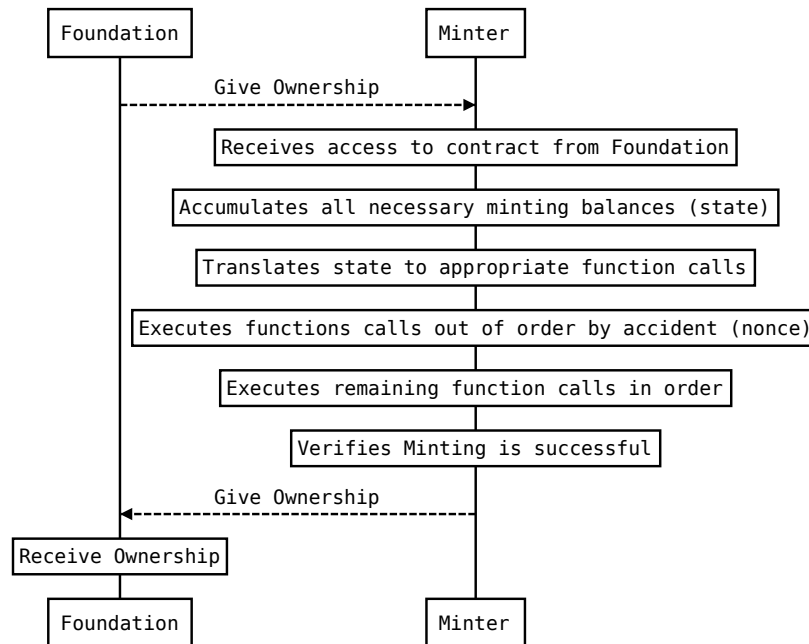 Foundation
Minter
Give Ownership
Receives access to contract from Foundation
Accumulates all necessary minting balances (state)
Translates state to appropriate function calls
Executes functions calls out of order by accident (nonce)
Executes remaining function calls in order
Verifies Minting is successful
Give Ownership
Receive Ownership
Foundation
Minter